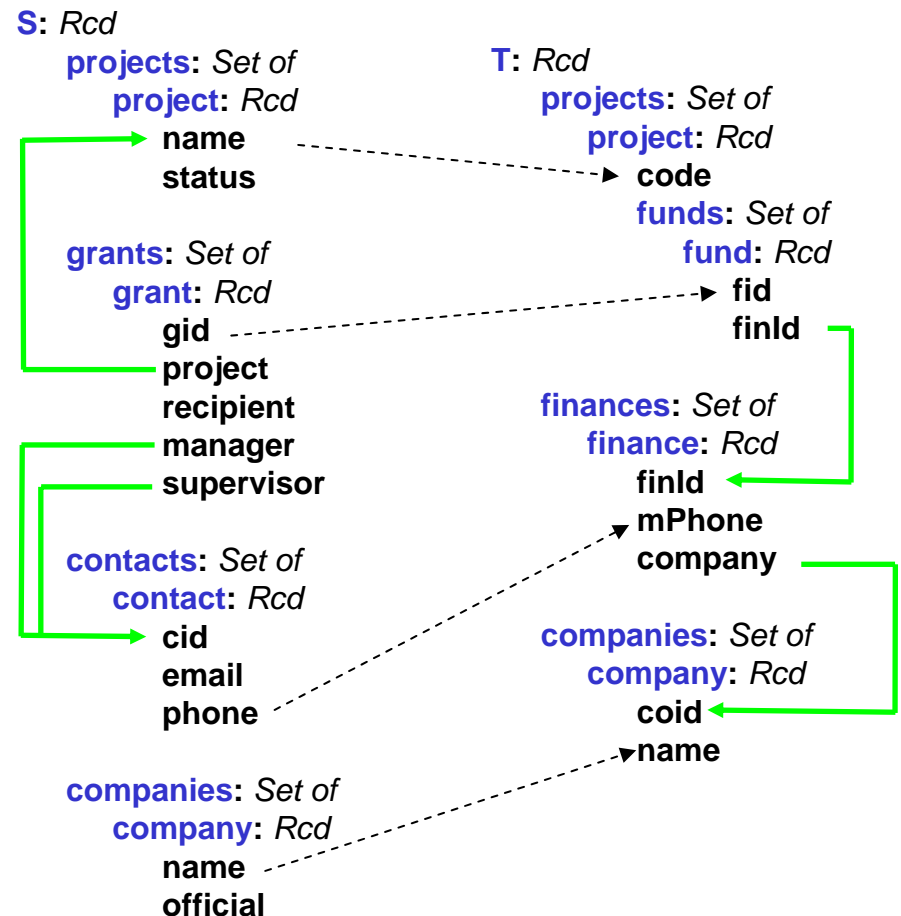 S: Rcd
projects: Set of
project: Rcd
name
status
grants: Set of
grant: Rcd
gid
project
recipient
manager
supervisor
contacts: Set of
contact: Rcd
cid
email
phone
companies: Set of
company: Rcd
name
official
T: Rcd
projects: Set of
project: Rcd
code
funds: Set of
fund: Rcd
fid
finId
finances: Set of
finance: Rcd
finId
mPhone
company
companies: Set of
company: Rcd
coid
name